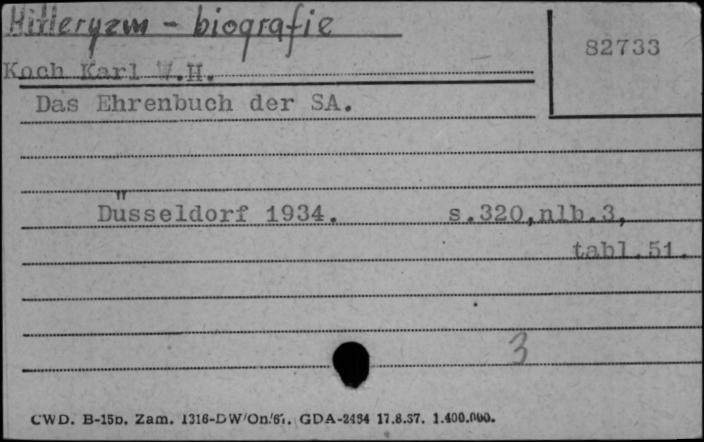 Hitleryzm - biografie
82733
Koch Karl W.H.
Das Ehrenbuch der SA.
Düsseldorf 1934. s.320,nlb.3,
tabl.51.
3
CWD. B-15b. Zam. 1316-DW/On/61. GDA-2434 17.8.57. 1.400.000.